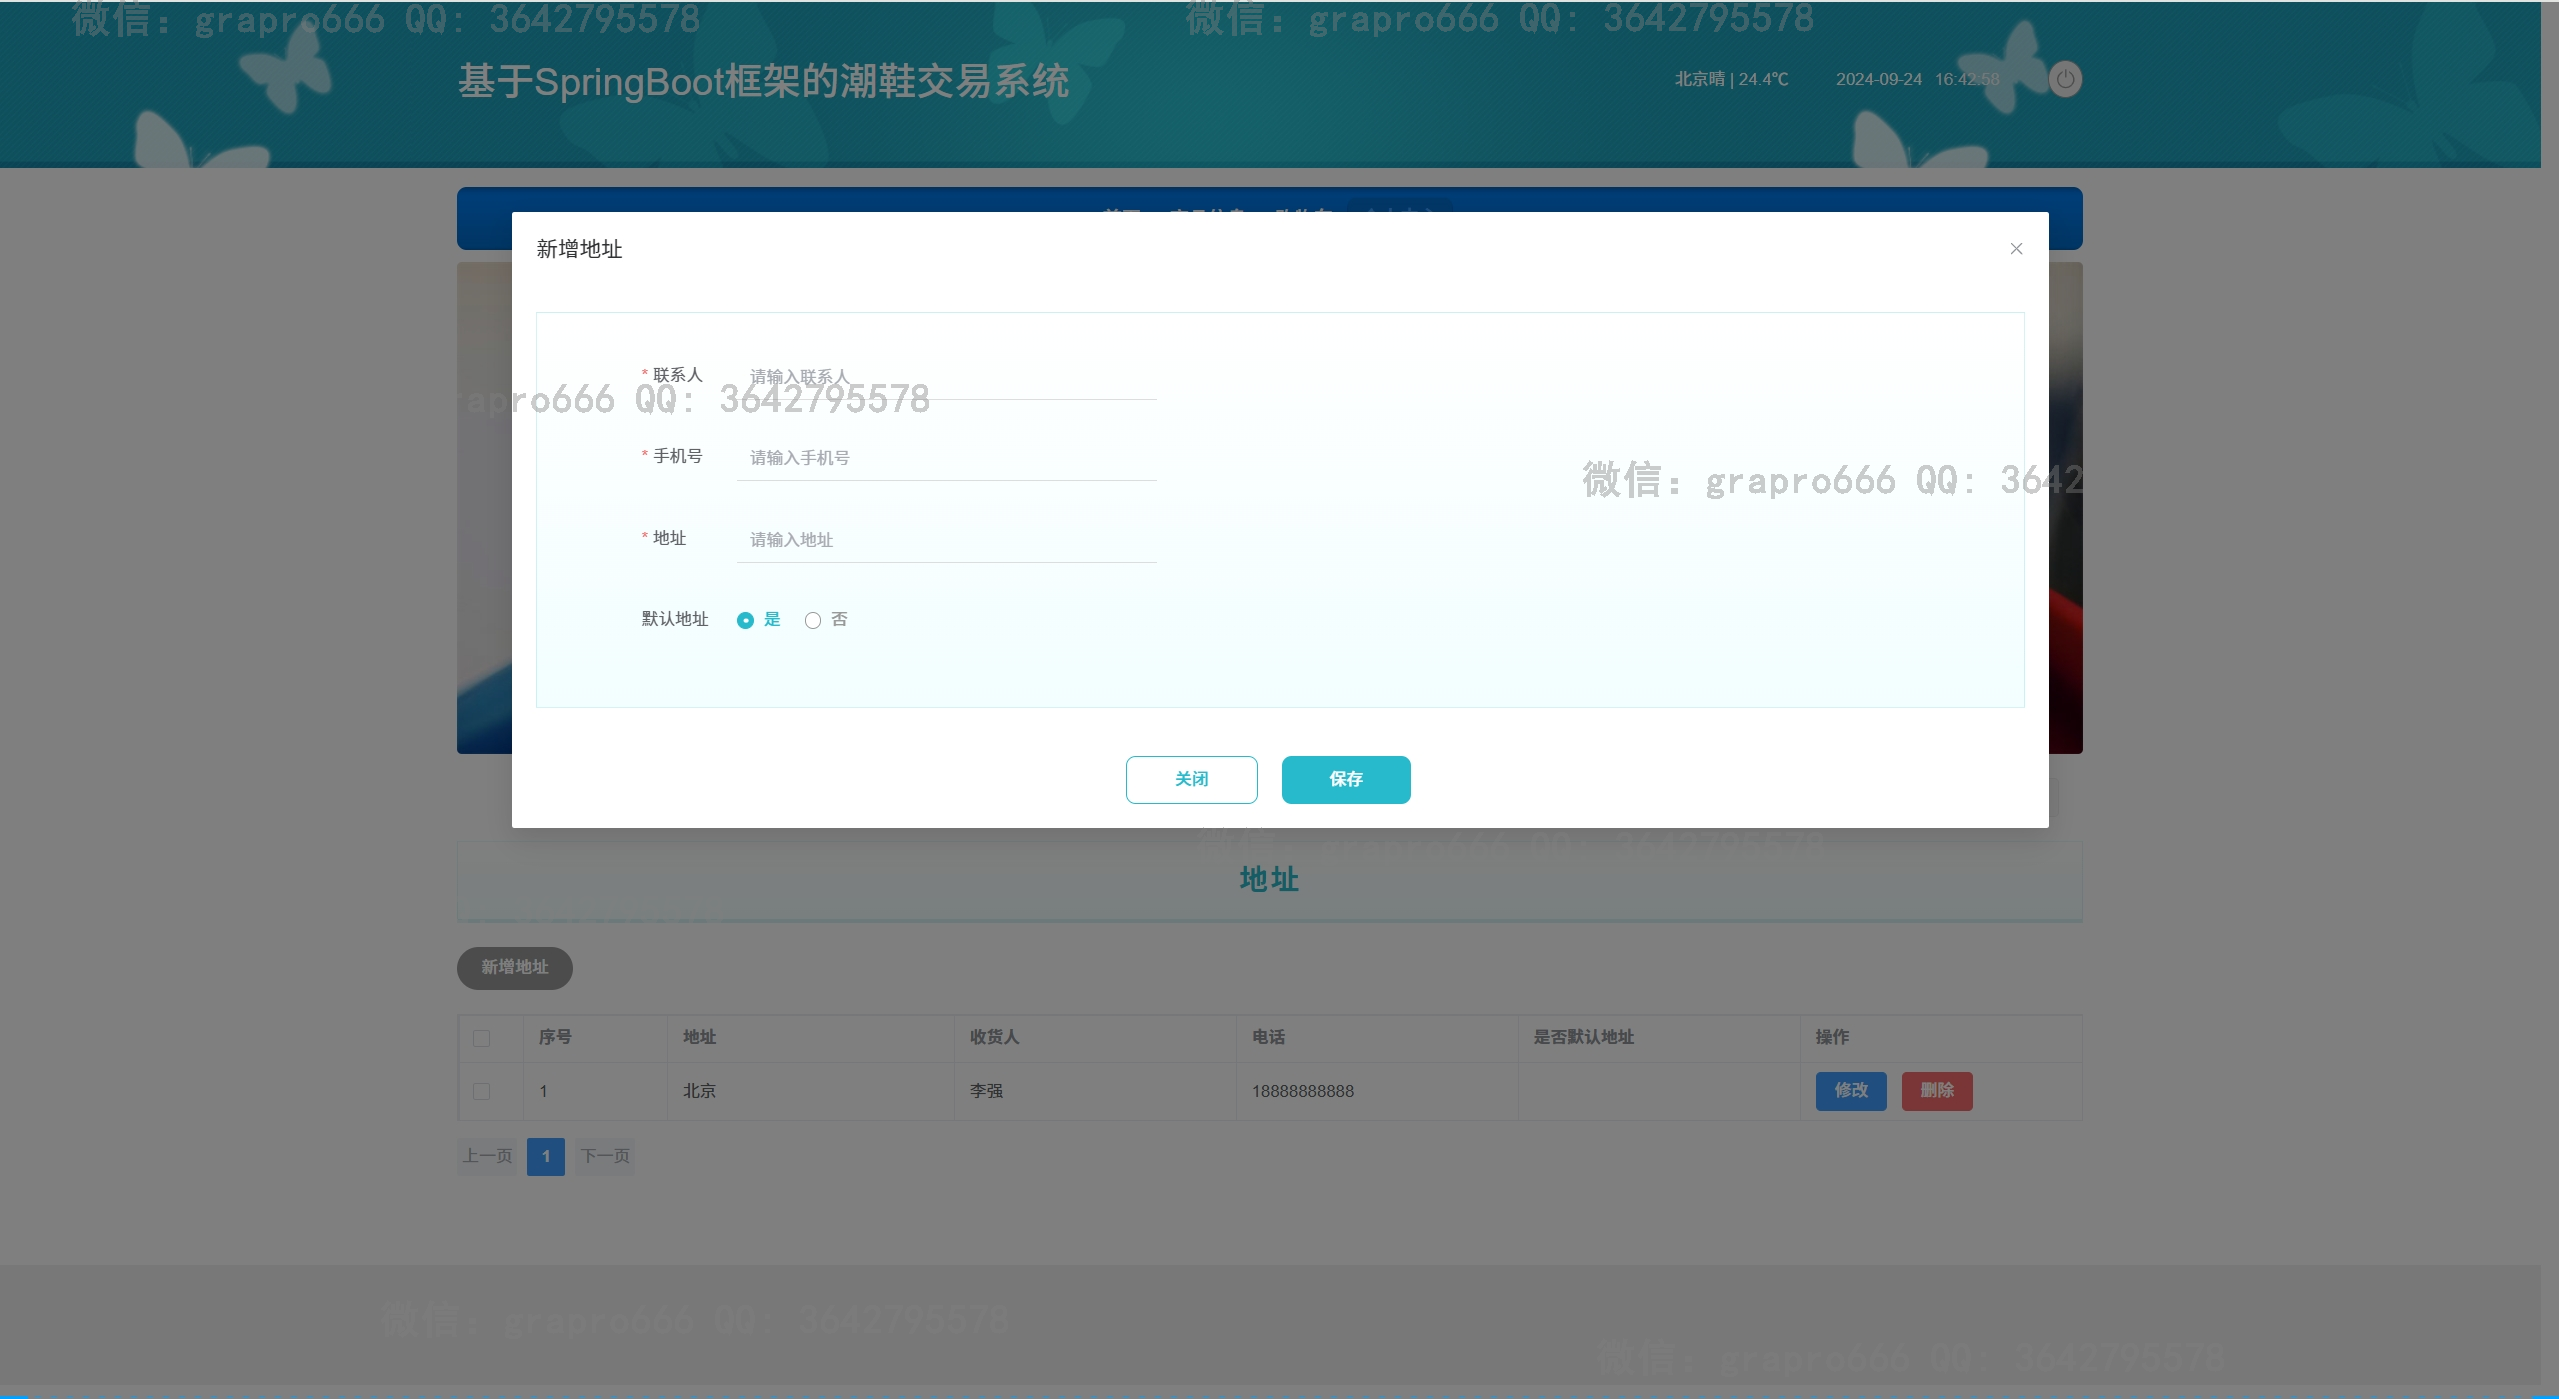 微信：grapro666 QQ：3642795578
微信：grapro666 QQ：3642795578
基于SpringBoot框架的潮鞋交易系统
北京晴 | 24.4℃ 2024-09-24 16:42:58
新增地址
* 联系人 请输入联系人
rapro666 QQ：3642795578
* 手机号 请输入手机号
微信：grapro666 QQ：3642
* 地址 请输入地址
默认地址 是 否
关闭 保存
微信：grapro666 QQ：3642795578
地址
新增地址
序号 地址 收货人 电话 是否默认地址 操作
1 北京 李强 18888888888 修改 删除
上一页 1 下一页
微信：grapro666 QQ：3642795578
微信：grapro666 QQ：3642795578